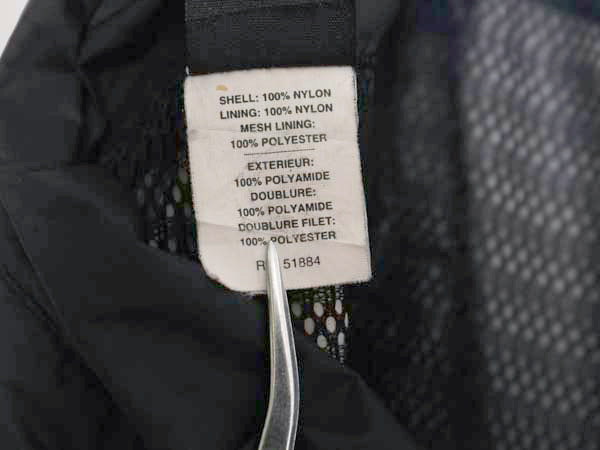 SHELL: 100% NYLON
LINING: 100% NYLON
MESH LINING:
100% POLYESTER
EXTERIEUR:
100% POLYAMIDE
DOUBLURE:
100% POLYAMIDE
DOUBLURE FILET:
100% POLYESTER
51884